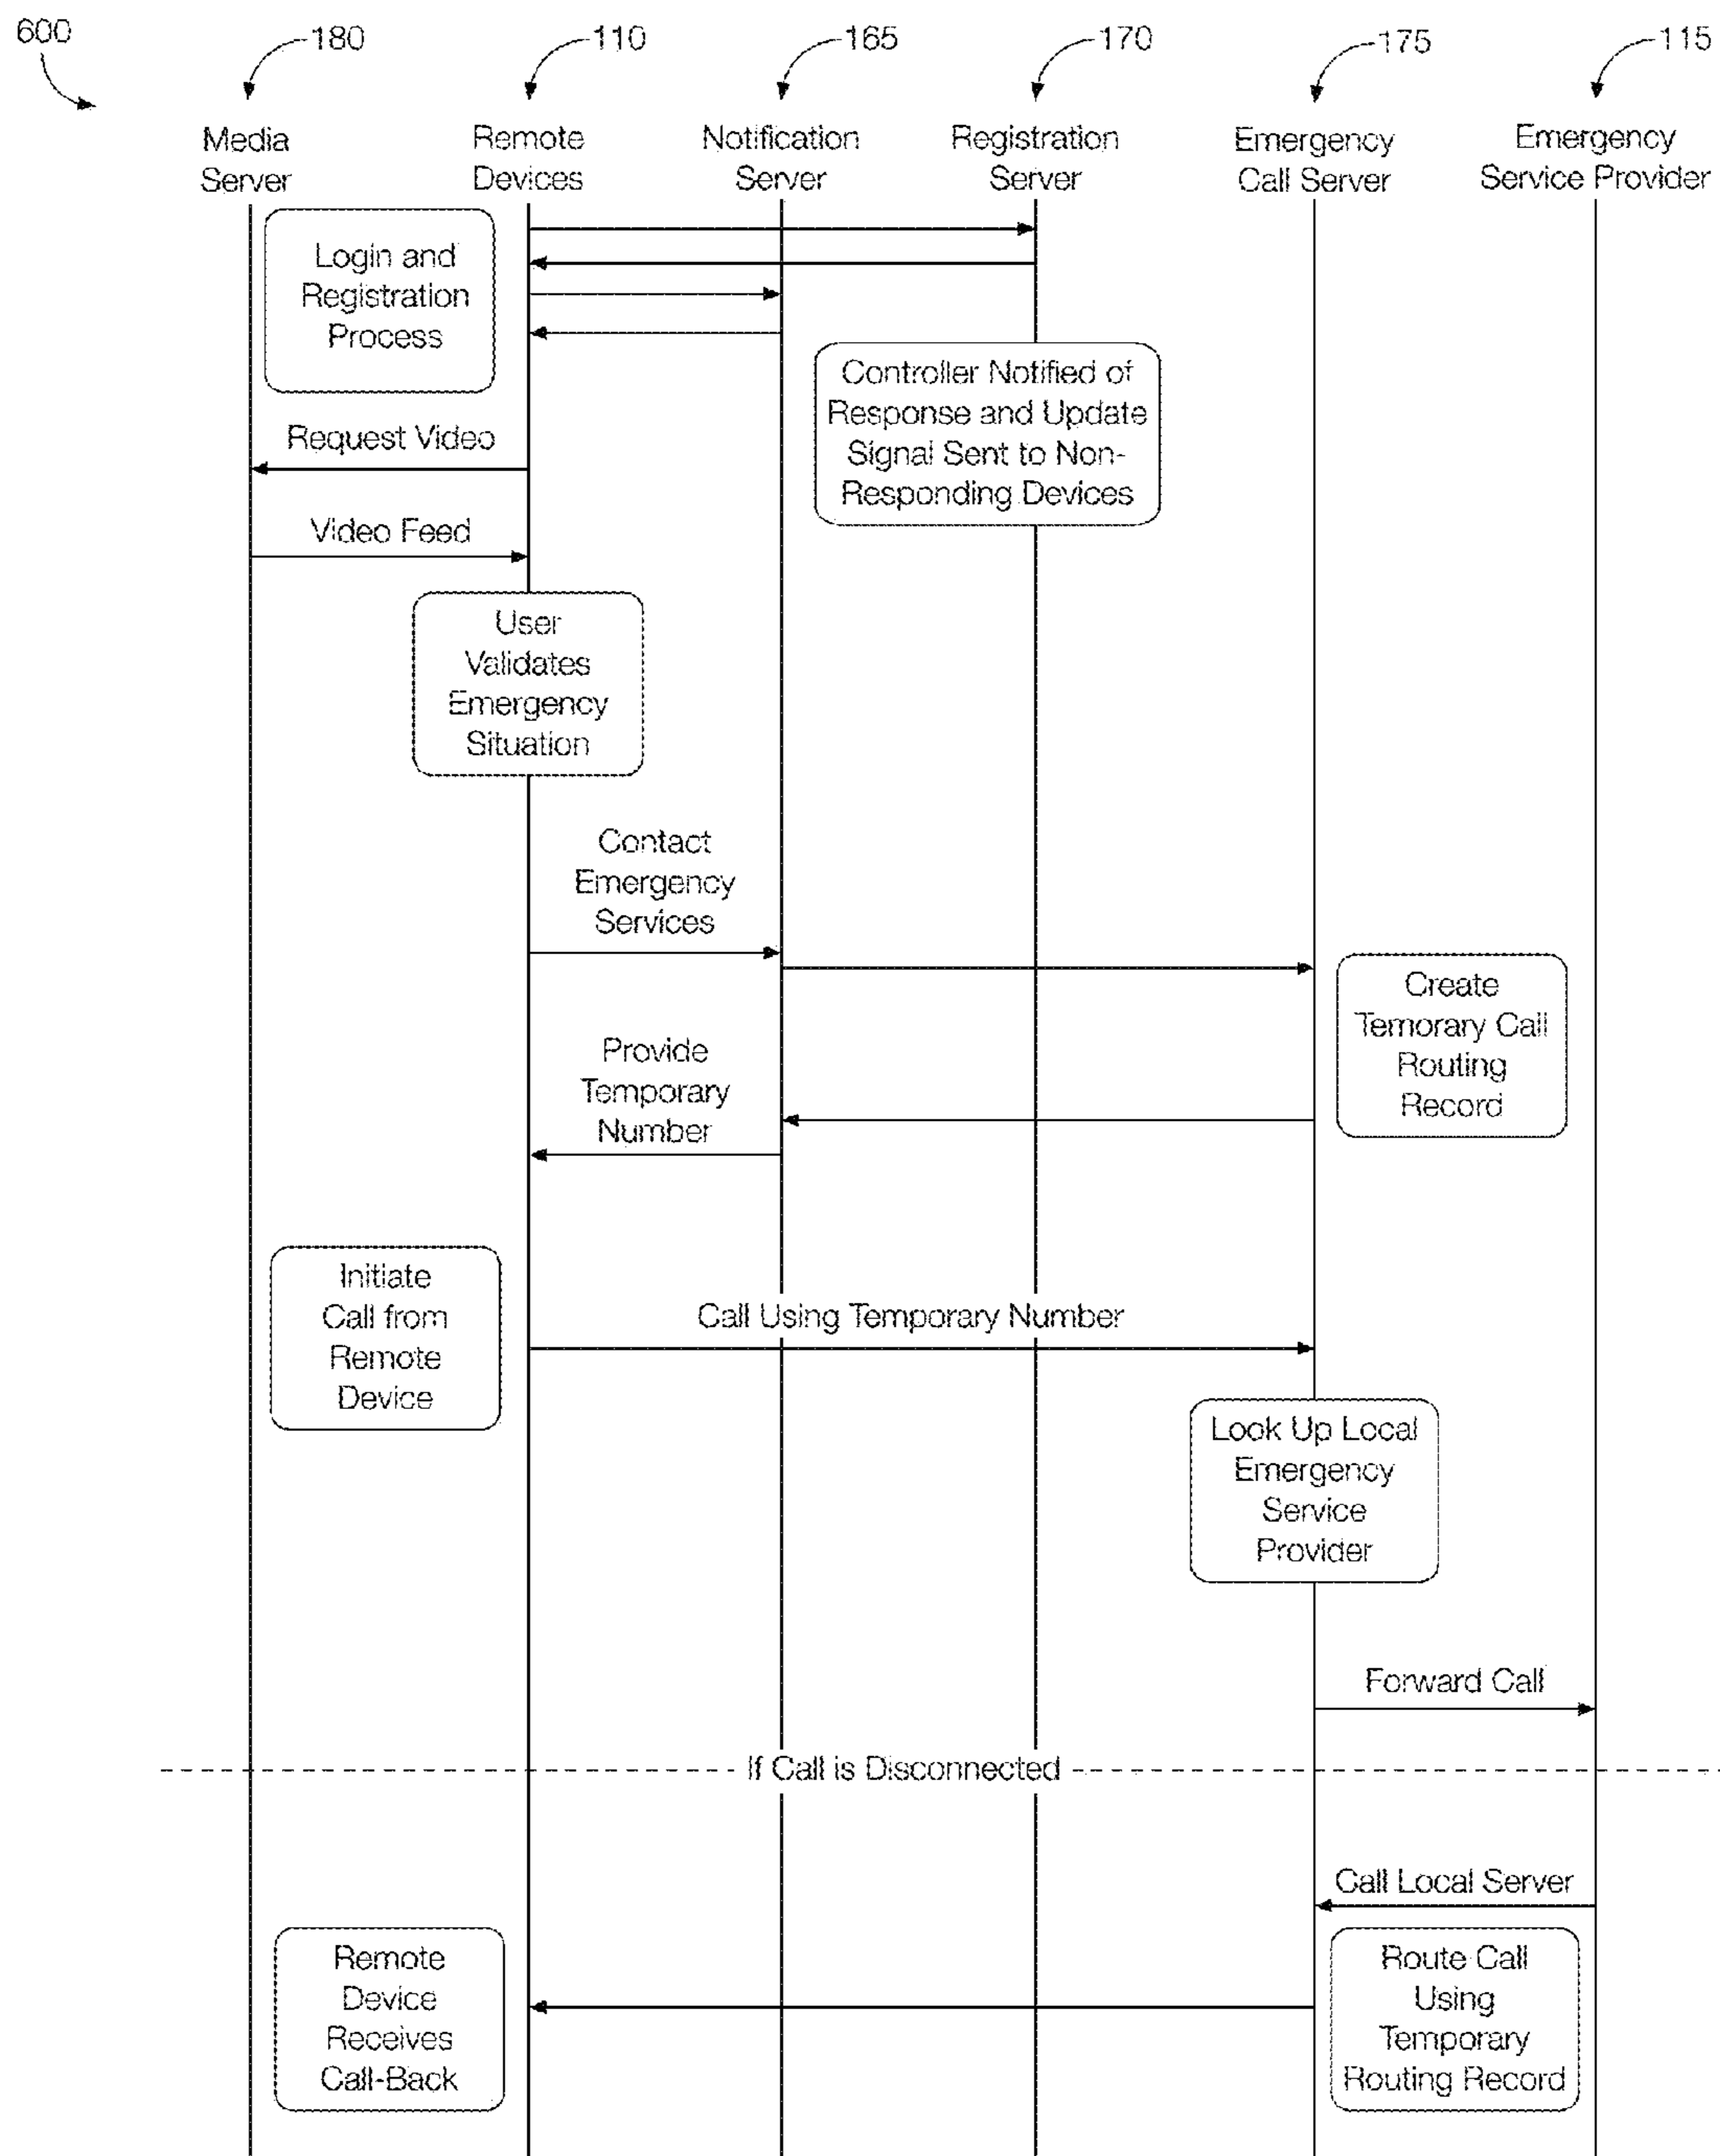 600
180
110
165
170
175
115
Media
Server
Remote
Devices
Notification
Server
Registration
Server
Emergency
Call Server
Emergency
Service Provider
Login and
Registration
Process
Controller Notified of
Response and Update
Signal Sent to Non-
Responding Devices
Request Video
Video Feed
User
Validates
Emergency
Situation
Contact
Emergency
Services
Create
Temorary Call
Routing
Record
Provide
Temporary
Number
Initiate
Call from
Remote
Device
Call Using Temporary Number
Look Up Local
Emergency
Service
Provider
Forward Call
If Call is Disconnected
Call Local Server
Remote
Device
Receives
Call-Back
Route Call
Using
Temporary
Routing Record